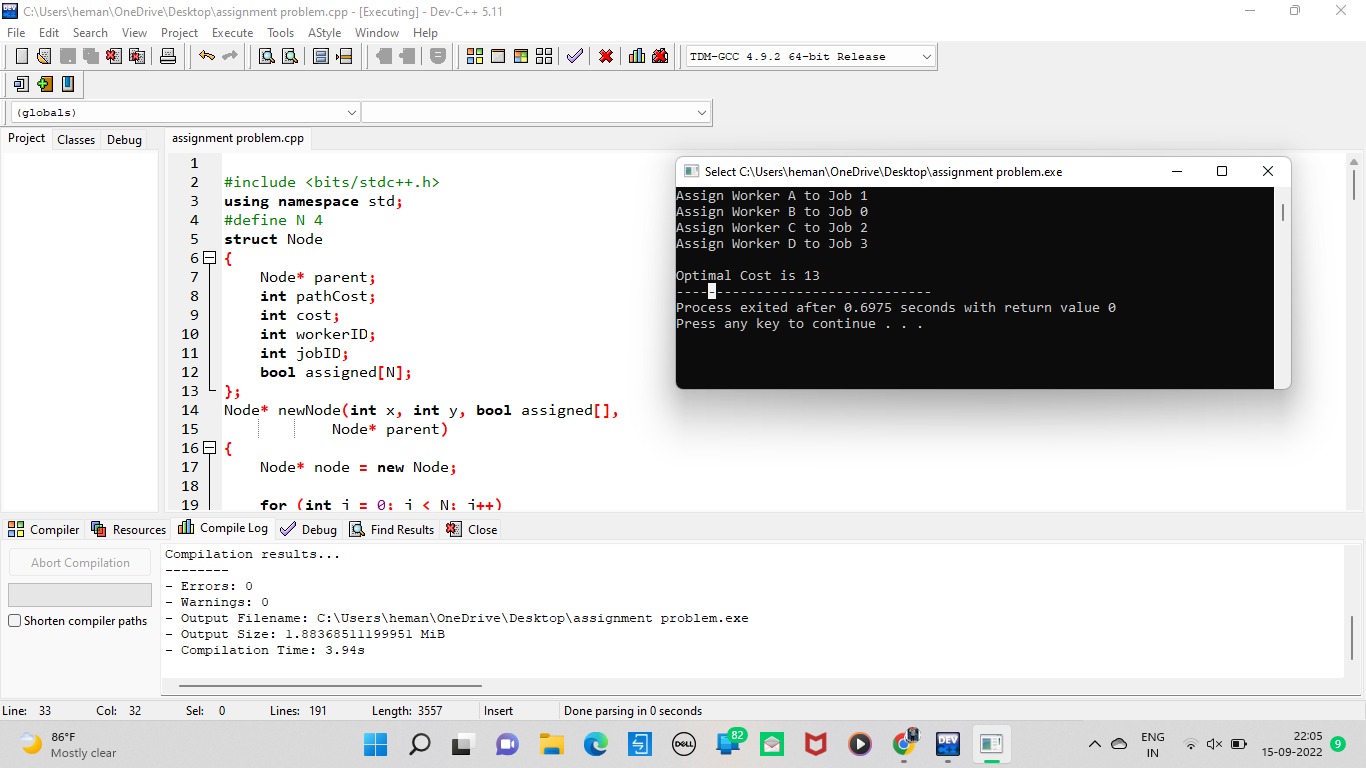 C:\Users\heman\OneDrive\Desktop\assignment problem.cpp - [Executing] - Dev-C++ 5.11
File Edit Search View Project Execute Tools AStyle Window Help
TDM-GCC 4.9.2 64-bit Release
(globals)
Project Classes Debug
assignment problem.cpp
1
2 #include <bits/stdc++.h>
3 using namespace std;
4 #define N 4
5 struct Node
6 {
7 Node* parent;
8 int pathCost;
9 int cost;
10 int workerID;
11 int jobID;
12 bool assigned[N];
13 };
14 Node* newNode(int x, int y, bool assigned[],
15 Node* parent)
16 {
17 Node* node = new Node;
18
19 for (int j = 0; j < N; j++)
Select C:\Users\heman\OneDrive\Desktop\assignment problem.exe
Assign Worker A to Job 1
Assign Worker B to Job 0
Assign Worker C to Job 2
Assign Worker D to Job 3
Optimal Cost is 13
--------------------------------
Process exited after 0.6975 seconds with return value 0
Press any key to continue . . .
Compiler Resources Compile Log Debug Find Results Close
Abort Compilation
Shorten compiler paths
Compilation results...
--------
- Errors: 0
- Warnings: 0
- Output Filename: C:\Users\heman\OneDrive\Desktop\assignment problem.exe
- Output Size: 1.88368511199951 MiB
- Compilation Time: 3.94s
Line: 33 Col: 32 Sel: 0 Lines: 191 Length: 3557 Insert Done parsing in 0 seconds
86°F
Mostly clear
DELL
82
DEV
ENG
IN
22:05
15-09-2022
9